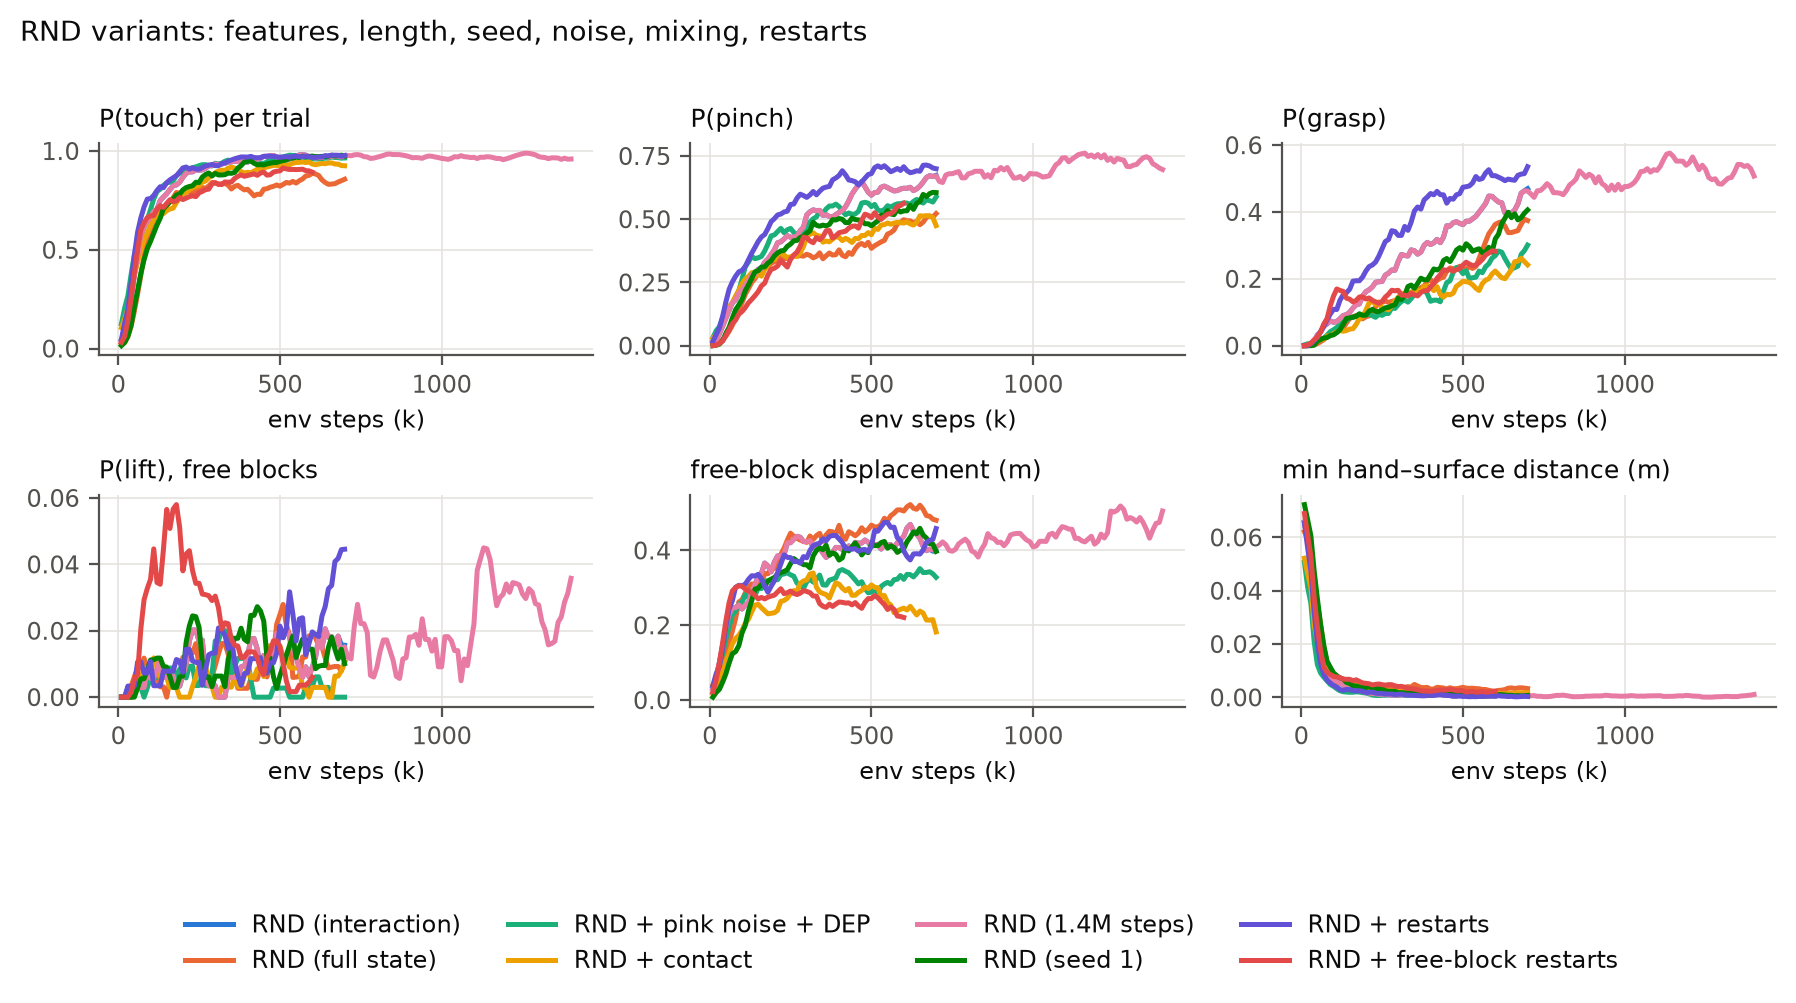 RND variants: features, length, seed, noise, mixing, restarts
P(touch) per trial
1.0
0.5
0.0
0 500 1000
env steps (k)
P(pinch)
0.75
0.50
0.25
0.00
0 500 1000
env steps (k)
P(grasp)
0.6
0.4
0.2
0.0
0 500 1000
env steps (k)
P(lift), free blocks
0.06
0.04
0.02
0.00
0 500 1000
env steps (k)
free-block displacement (m)
0.4
0.2
0.0
0 500 1000
env steps (k)
min hand–surface distance (m)
0.06
0.04
0.02
0.00
0 500 1000
env steps (k)
RND (interaction)
RND (full state)
RND + pink noise + DEP
RND + contact
RND (1.4M steps)
RND (seed 1)
RND + restarts
RND + free-block restarts